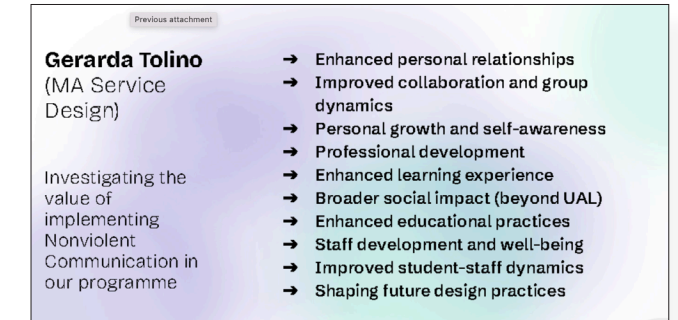 Previous attachment
Gerarda Tolino
(MA Service
Design)
Investigating the
value of
implementing
Nonviolent
Communication in
our programme
➔ Enhanced personal relationships
➔ Improved collaboration and group
dynamics
➔ Personal growth and self-awareness
➔ Professional development
➔ Enhanced learning experience
➔ Broader social impact (beyond UAL)
➔ Enhanced educational practices
➔ Staff development and well-being
➔ Improved student-staff dynamics
➔ Shaping future design practices